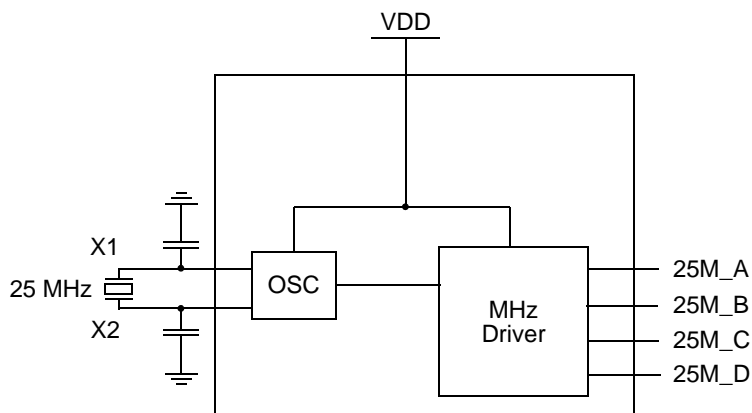 VDD
X1
25 MHz
X2
OSC
MHz
Driver
25M_A
25M_B
25M_C
25M_D